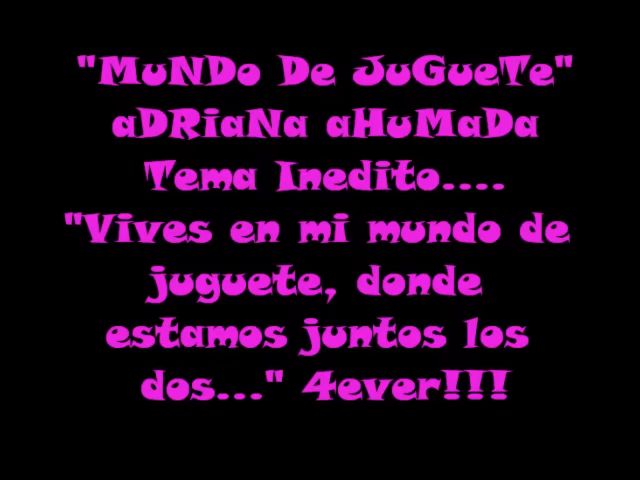 "MuNDo De JuGueTe"
aDRiaNa aHuMaDa
Tema Inedito....
"Vives en mi mundo de
juguete, donde
estamos juntos los
dos..." 4ever!!!